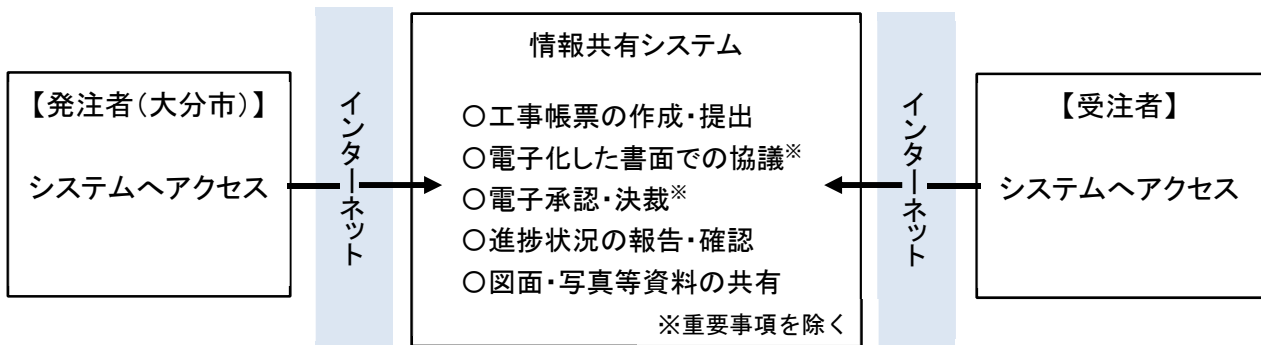 【発注者(大分市)】
システムへアクセス
インターネット
情報共有システム
○工事帳票の作成・提出
○電子化した書面での協議※
○電子承認・決裁※
○進捗状況の報告・確認
○図面・写真等資料の共有
※重要事項を除く
インターネット
【受注者】
システムへアクセス